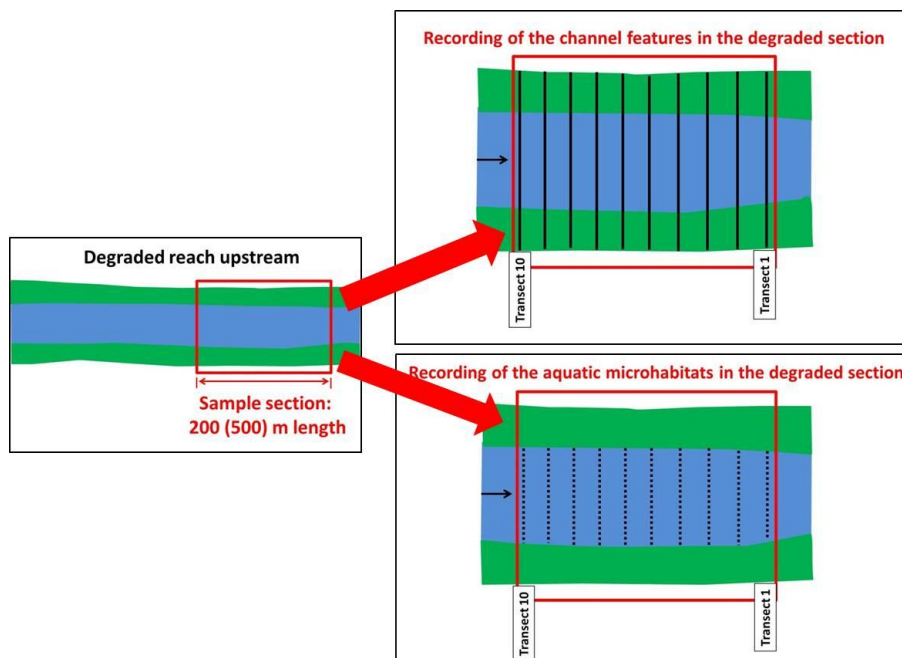 Degraded reach upstream
Sample section:
200 (500) m length
Recording of the channel features in the degraded section
Transect 10
Transect 1
Recording of the aquatic microhabitats in the degraded section
Transect 10
Transect 1